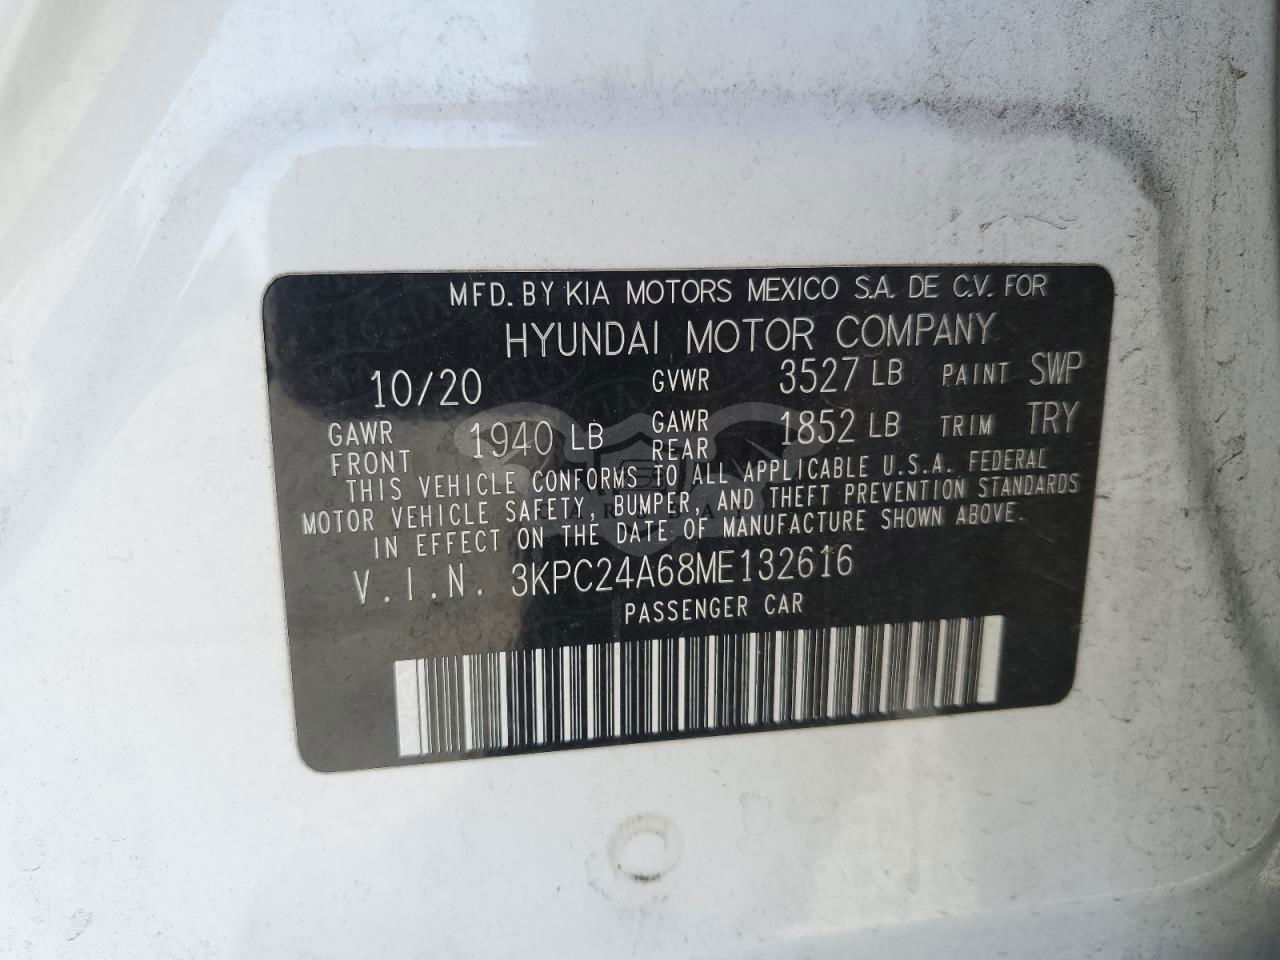 MFD. BY KIA MOTORS MEXICO S.A. DE C.V. FOR
HYUNDAI MOTOR COMPANY
10/20 GVWR 3527 LB PAINT SWP
GAWR FRONT 1940 LB GAWR REAR 1852 LB TRIM TRY
THIS VEHICLE CONFORMS TO ALL APPLICABLE U.S.A. FEDERAL
MOTOR VEHICLE SAFETY, BUMPER, AND THEFT PREVENTION STANDARDS
IN EFFECT ON THE DATE OF MANUFACTURE SHOWN ABOVE.
V.I.N. 3KPC24A68ME132616
PASSENGER CAR